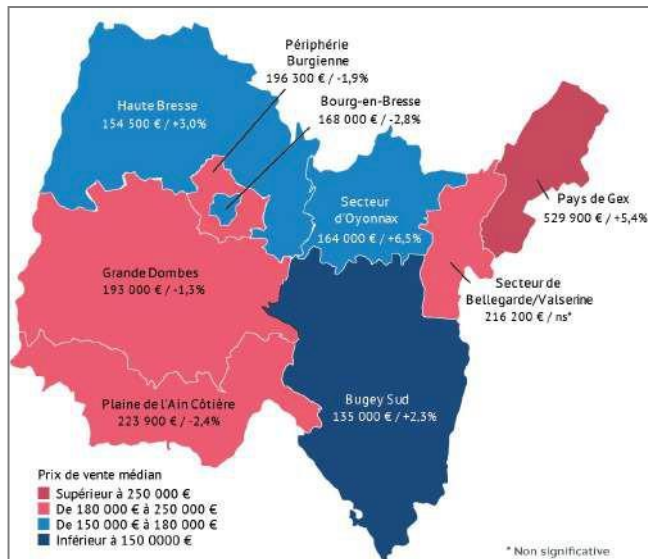 Périphérie
Burgienne
196 300 € / -1,9%
Haute Bresse
154 500 € / +3,0%
Bourg-en-Bresse
168 000 € / -2,8%
Pays de Gex
529 900 € / +5,4%
Secteur
d'Oyonnax
164 000 € / +6,5%
Secteur de
Bellegarde/Valserine
216 200 € / ns*
Grande Dombes
193 000 € / -1,3%
Plaine de l'Ain Côtière
223 900 € / -2,4%
Bugey Sud
135 000 € / +2,3%
Prix de vente médian
Supérieur à 250 000 €
De 180 000 € à 250 000 €
De 150 000 € à 180 000 €
Inférieur à 150 0000 €
* Non significative